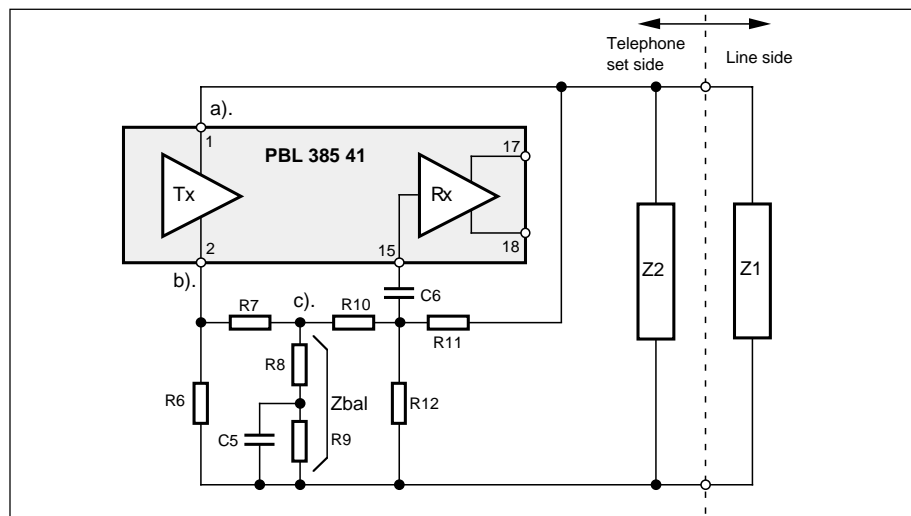 Telephone
set side
Line side
a).
1
PBL 385 41
17
Tx
Rx
18
2
15
b).
C6
R7
c).
R10
R11
R8
R6
Zbal
R12
C5
R9
Z2
Z1